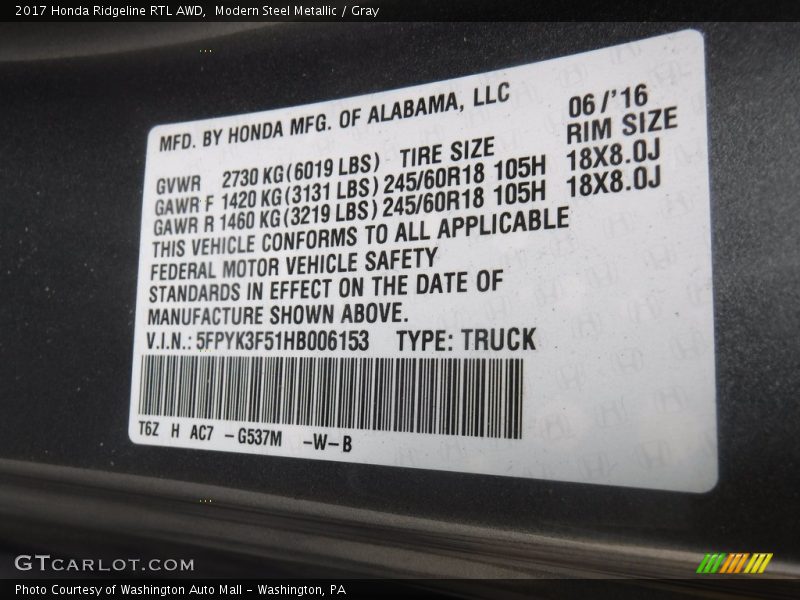 2017 Honda Ridgeline RTL AWD,  Modern Steel Metallic / Gray
MFD. BY HONDA MFG. OF ALABAMA, LLC 06/'16
GVWR 2730 KG(6019 LBS) TIRE SIZE RIM SIZE
GAWR F 1420 KG(3131 LBS) 245/60R18 105H 18X8.0J
GAWR R 1460 KG(3219 LBS) 245/60R18 105H 18X8.0J
THIS VEHICLE CONFORMS TO ALL APPLICABLE
FEDERAL MOTOR VEHICLE SAFETY
STANDARDS IN EFFECT ON THE DATE OF
MANUFACTURE SHOWN ABOVE.
V.I.N.: 5FPYK3F51HB006153 TYPE: TRUCK
T6Z H AC7 -G537M -W-B
GTCARLOT.COM
Photo Courtesy of Washington Auto Mall - Washington, PA